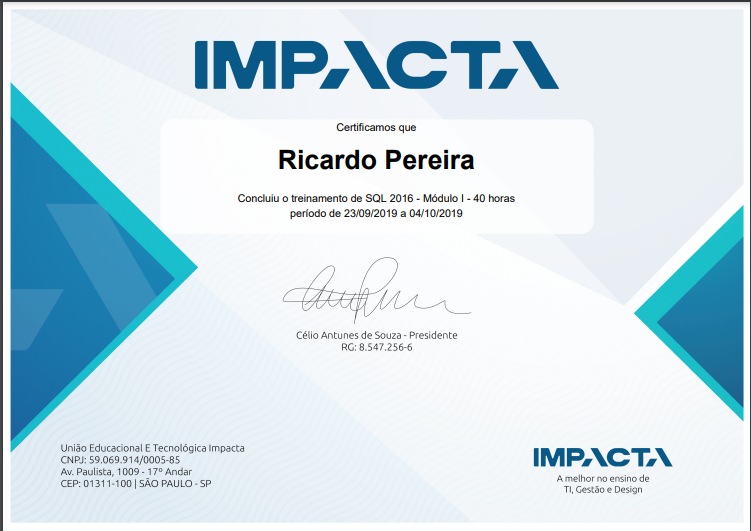 IMPACTA
Certificamos que
Ricardo Pereira
Concluiu o treinamento de SQL 2016 - Módulo I - 40 horas
período de 23/09/2019 a 04/10/2019
Célio Antunes de Souza - Presidente
RG: 8.547.256-6
União Educacional E Tecnológica Impacta
CNPJ: 59.069.914/0005-85
Av. Paulista, 1009 - 17º Andar
CEP: 01311-100 | SÃO PAULO - SP
IMPACTA
A melhor no ensino de
TI, Gestão e Design